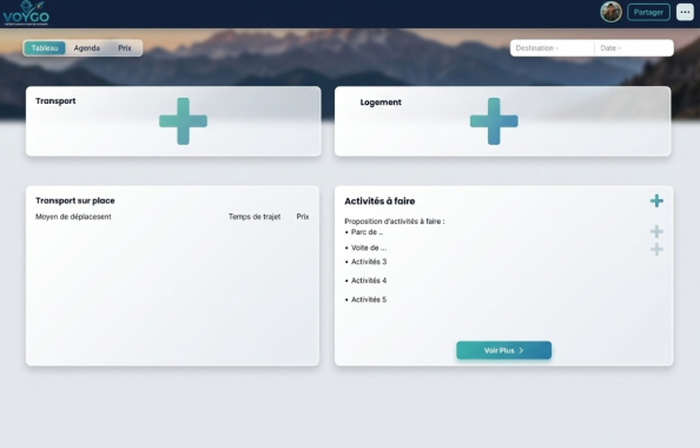 VOYGO
Partager
Tableau Agenda Prix
Destination - Date -
Transport
Logement
Transport sur place
Moyen de déplacesent Temps de trajet Prix
Activités à faire
Proposition d'activités à faire :
• Parc de ..
• Voite de ...
• Activités 3
• Activités 4
• Activités 5
Voir Plus >